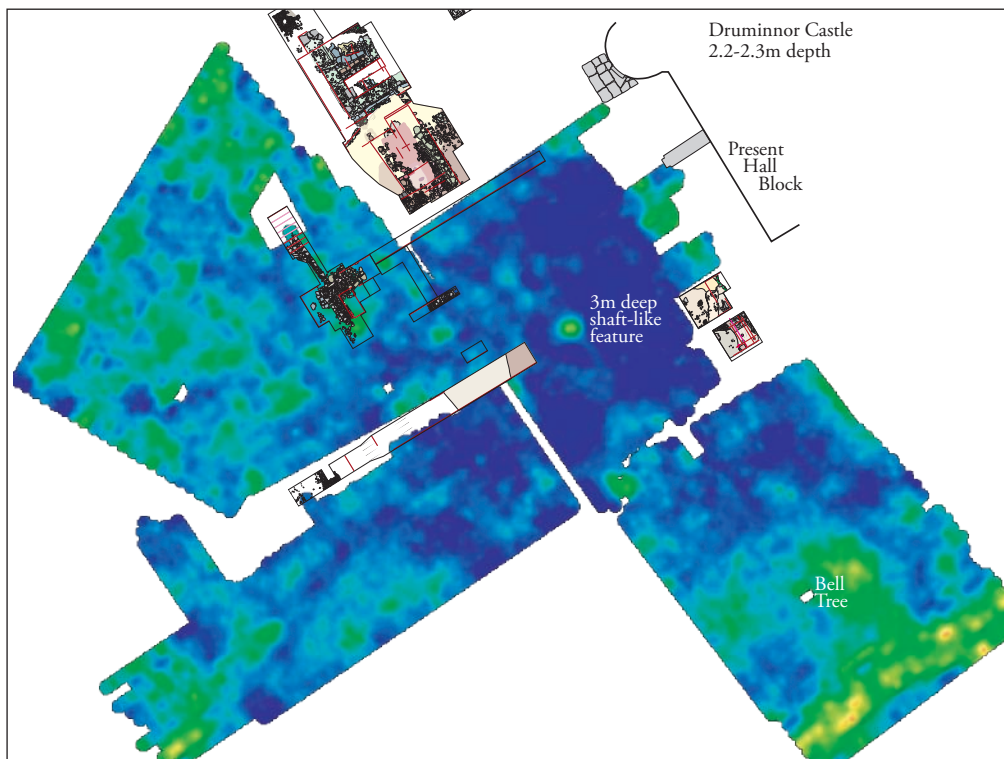 Druminnor Castle
2.2-2.3m depth
Present
Hall
Block
3m deep
shaft-like
feature
Bell
Tree